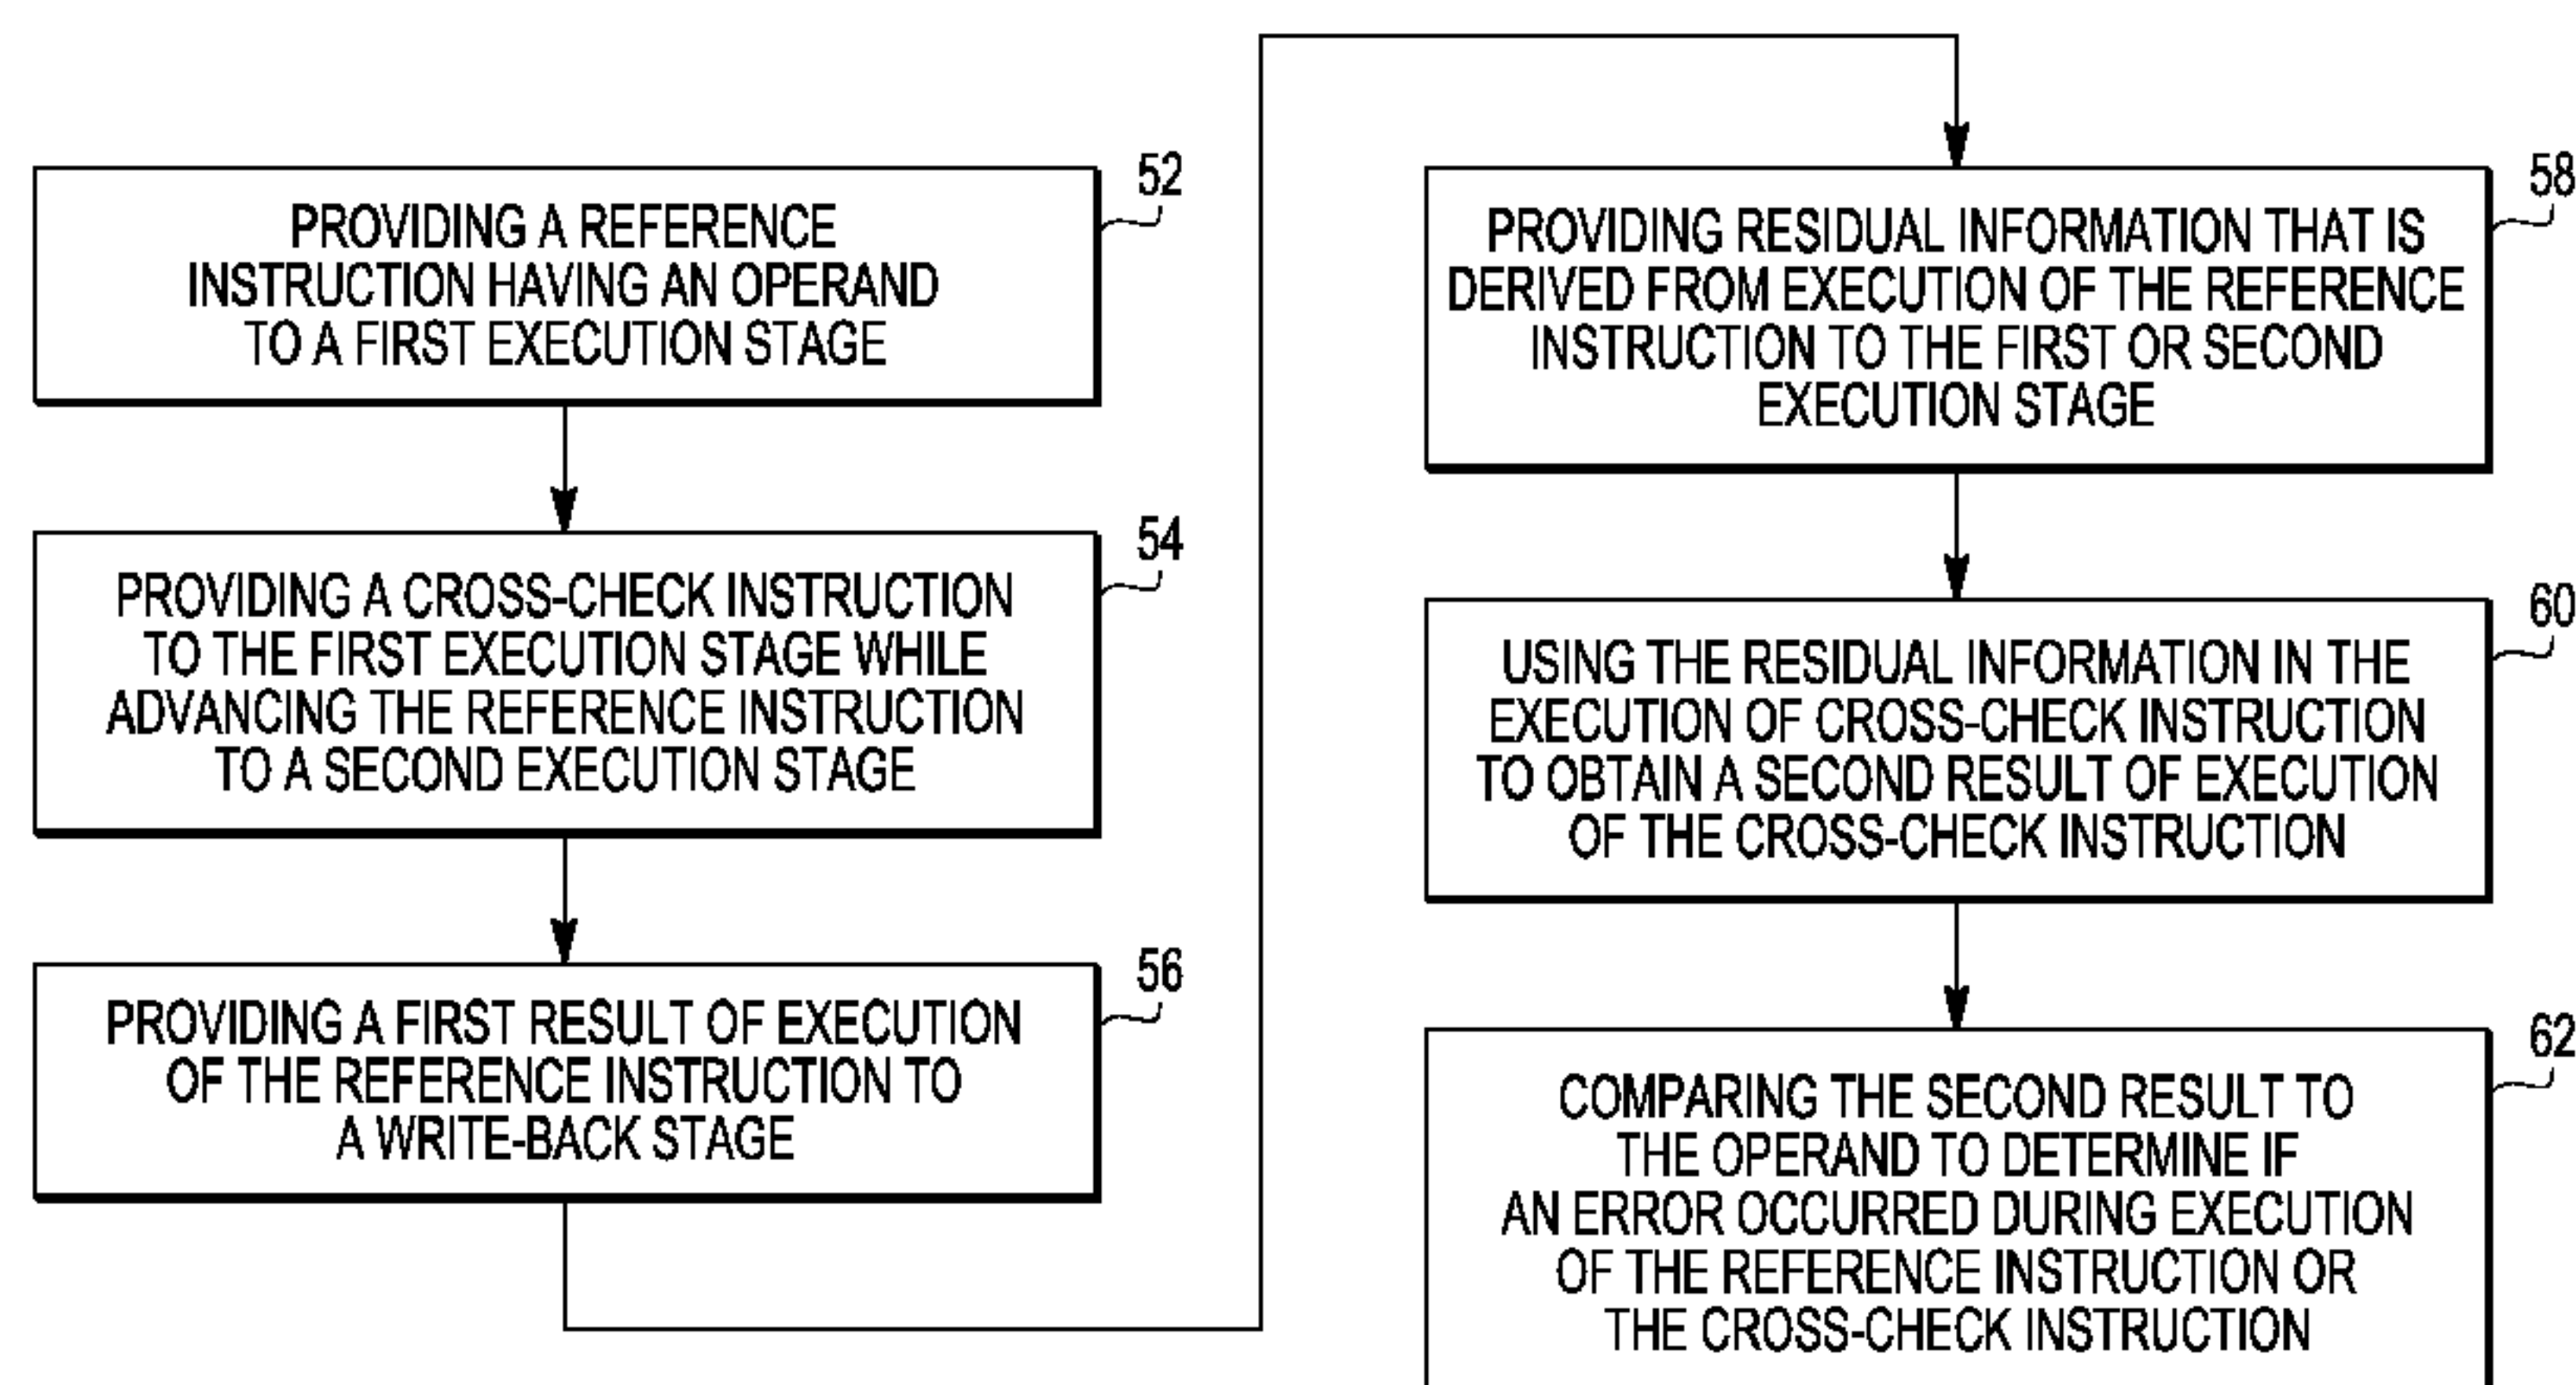 52
PROVIDING A REFERENCE
INSTRUCTION HAVING AN OPERAND
TO A FIRST EXECUTION STAGE
54
PROVIDING A CROSS-CHECK INSTRUCTION
TO THE FIRST EXECUTION STAGE WHILE
ADVANCING THE REFERENCE INSTRUCTION
TO A SECOND EXECUTION STAGE
56
PROVIDING A FIRST RESULT OF EXECUTION
OF THE REFERENCE INSTRUCTION TO
A WRITE-BACK STAGE
58
PROVIDING RESIDUAL INFORMATION THAT IS
DERIVED FROM EXECUTION OF THE REFERENCE
INSTRUCTION TO THE FIRST OR SECOND
EXECUTION STAGE
60
USING THE RESIDUAL INFORMATION IN THE
EXECUTION OF CROSS-CHECK INSTRUCTION
TO OBTAIN A SECOND RESULT OF EXECUTION
OF THE CROSS-CHECK INSTRUCTION
62
COMPARING THE SECOND RESULT TO
THE OPERAND TO DETERMINE IF
AN ERROR OCCURRED DURING EXECUTION
OF THE REFERENCE INSTRUCTION OR
THE CROSS-CHECK INSTRUCTION